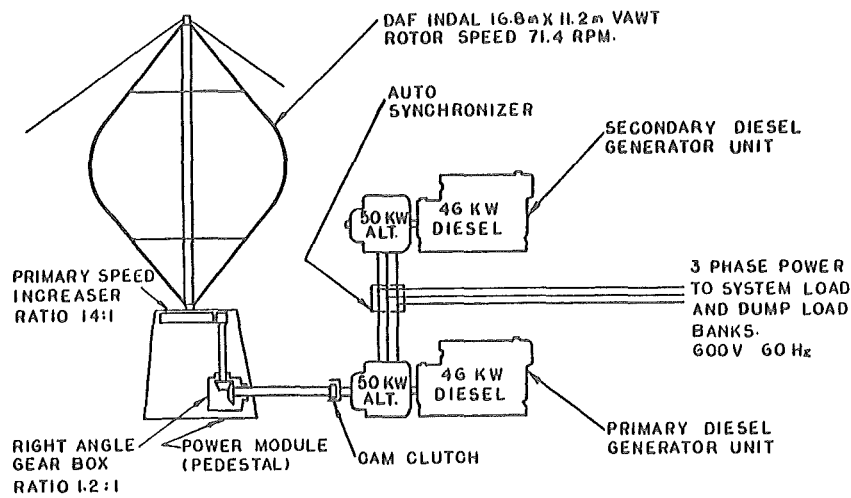 DAF INDAL 16.8m X 11.2m VAWT
ROTOR SPEED 71.4 RPM.
AUTO
SYNCHRONIZER
SECONDARY DIESEL
GENERATOR UNIT
50 KW
ALT.
46 KW
DIESEL
PRIMARY SPEED
INCREASER
RATIO 14:1
3 PHASE POWER
TO SYSTEM LOAD
AND DUMP LOAD
BANKS.
600V 60 Hz
50 KW
ALT.
46 KW
DIESEL
RIGHT ANGLE
GEAR BOX
RATIO 1.2:1
POWER MODULE
(PEDESTAL)
CAM CLUTCH
PRIMARY DIESEL
GENERATOR UNIT